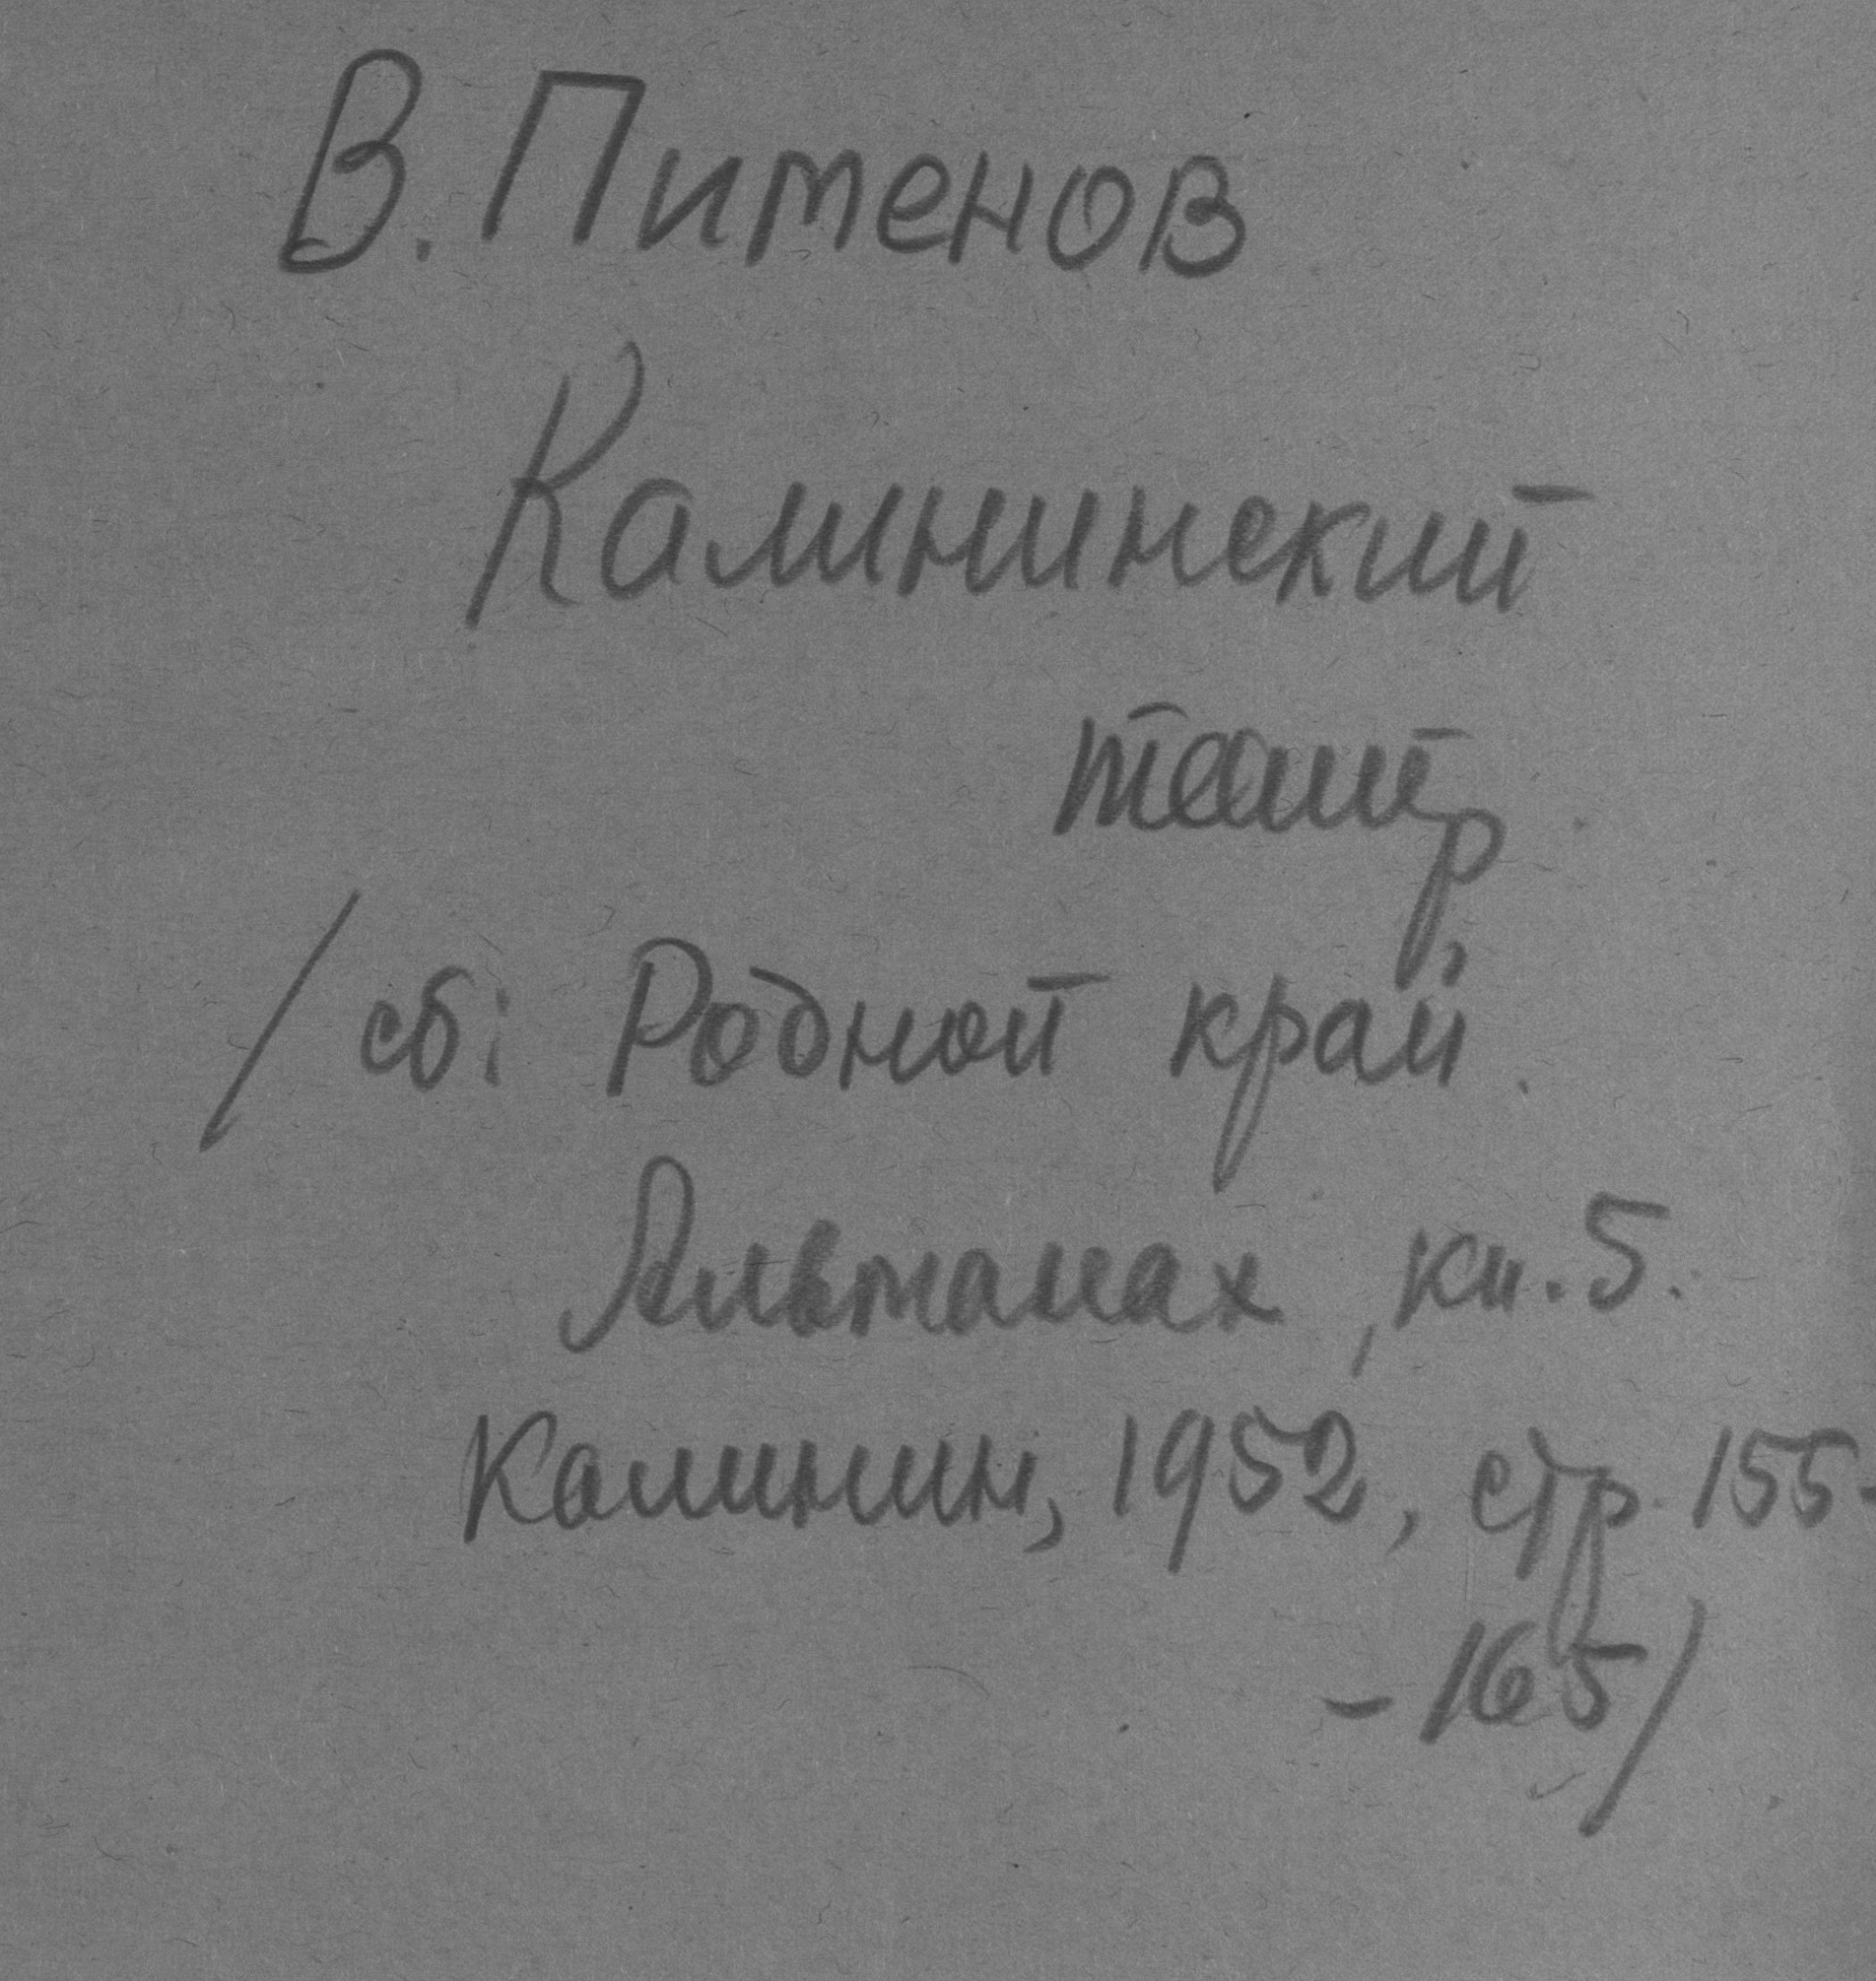 В. Пименов
Калининский
театр
/сб: Родной край.
Альманах, кн. 5.
Калинин, 1952, стр. 155-
- 165/